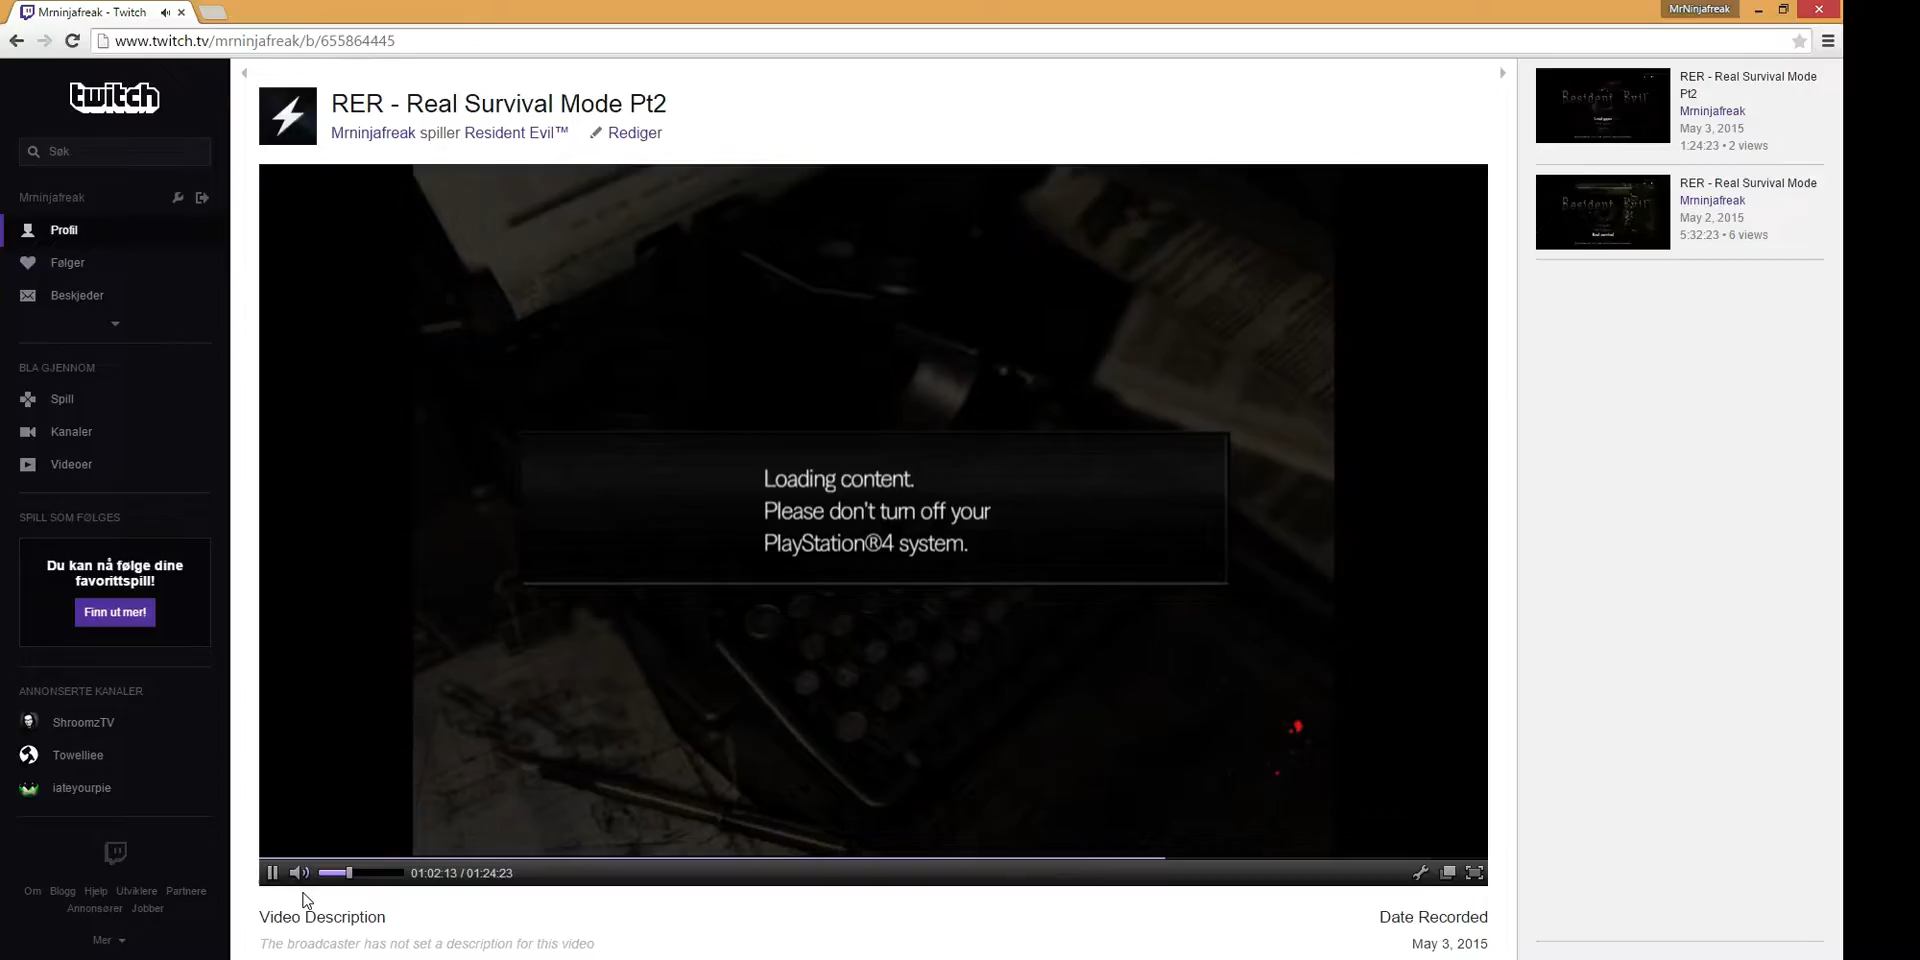 Mrninjafreak - Twitch
MrNinjafreak
www.twitch.tv/mrninjafreak/b/655864445
twitch
Søk
Mrninjafreak
Profil
Følger
Beskjeder
BLA GJENNOM
Spill
Kanaler
Videoer
SPILL SOM FØLGES
Du kan nå følge dine
favorittspill!
Finn ut mer!
ANNONSERTE KANALER
ShroomzTV
Towelliee
iateyourpie
Om Blogg Hjelp Utviklere Partnere
Annonsører Jobber
Mer
RER - Real Survival Mode Pt2
Mrninjafreak spiller Resident Evil™ Rediger
Loading content.
Please don't turn off your
PlayStation®4 system.
01:02:13 / 01:24:23
Video Description
The broadcaster has not set a description for this video
Date Recorded
May 3, 2015
Resident Evil
RER - Real Survival Mode
Pt2
Mrninjafreak
May 3, 2015
1:24:23 • 2 views
Resident Evil
RER - Real Survival Mode
Mrninjafreak
May 2, 2015
5:32:23 • 6 views